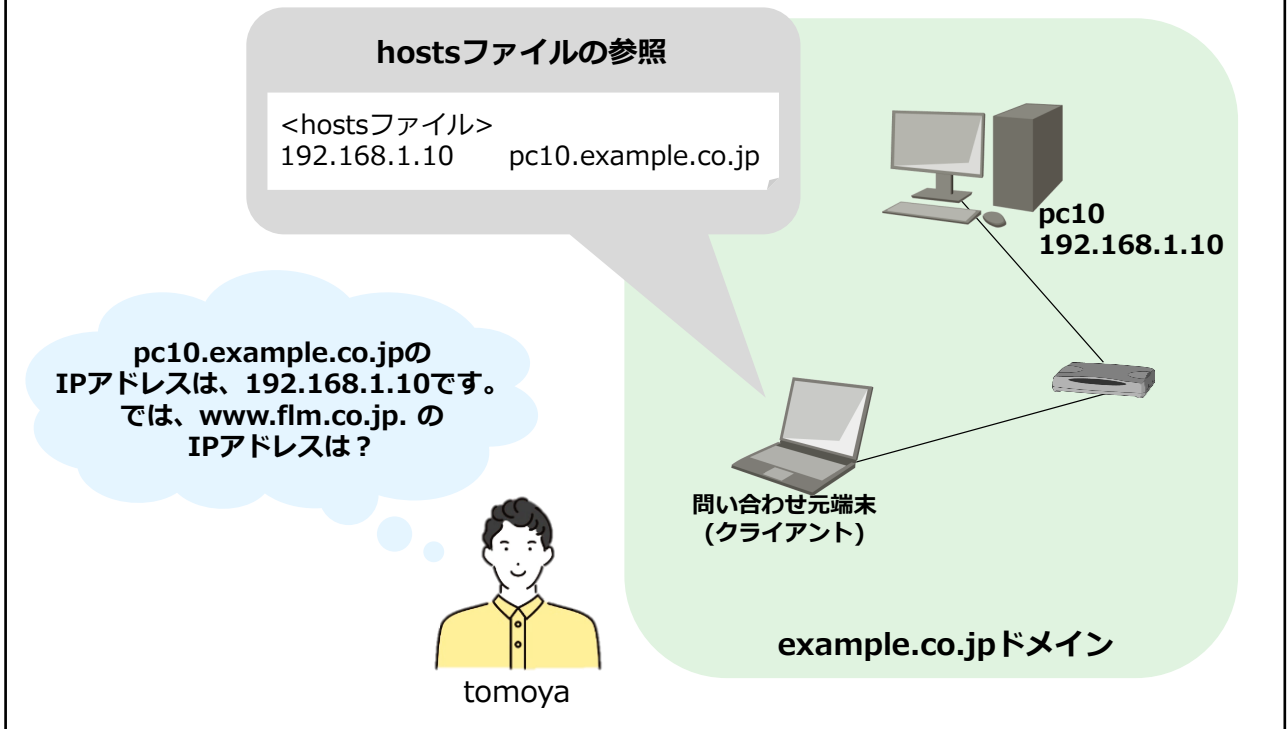 hostsファイルの参照
<hostsファイル>
192.168.1.10 pc10.example.co.jp
pc10
192.168.1.10
pc10.example.co.jpの
IPアドレスは、192.168.1.10です。
では、www.flm.co.jp. の
IPアドレスは？
問い合わせ元端末
(クライアント)
example.co.jpドメイン
tomoya